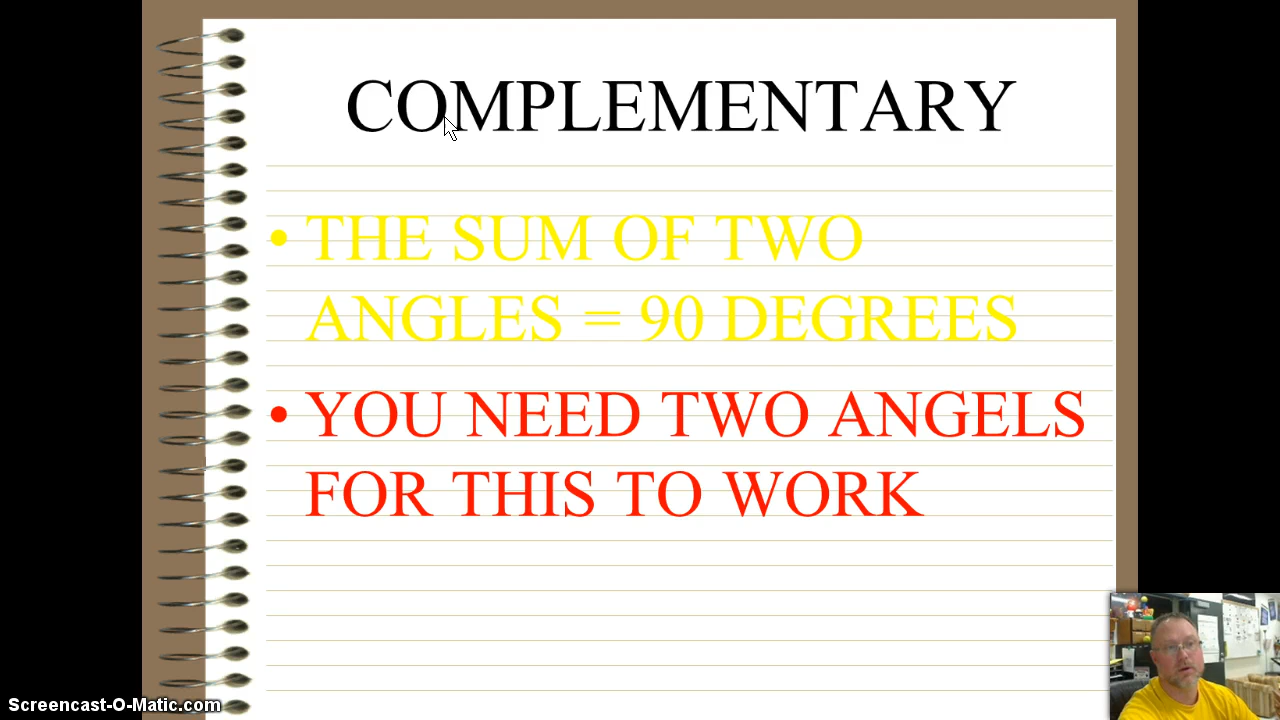 COMPLEMENTARY
• THE SUM OF TWO
ANGLES = 90 DEGREES
• YOU NEED TWO ANGELS
FOR THIS TO WORK
Screencast-O-Matic.com